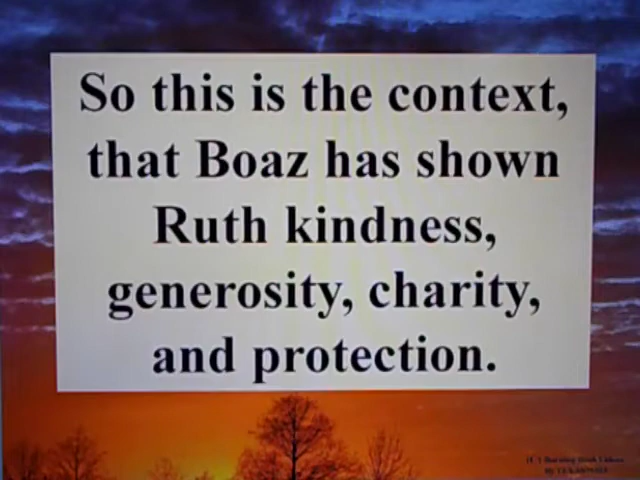 So this is the context,
that Boaz has shown
Ruth kindness,
generosity, charity,
and protection.